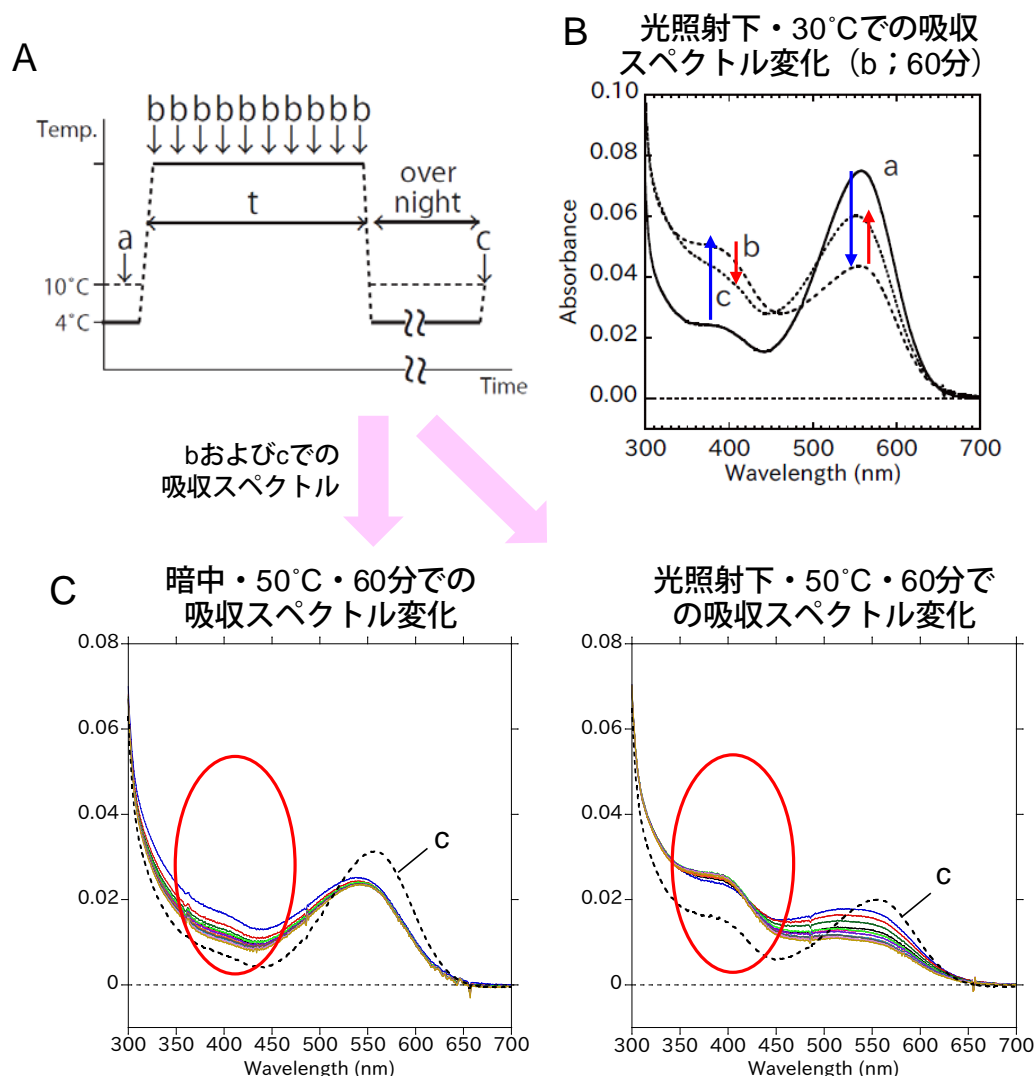 A
Temp.
b b b b b b b b b b
over
night
t
a
c
10˚C
4˚C
Time
B
光照射下・30˚Cでの吸収
スペクトル変化（b；60分）
0.10
0.08
0.06
0.04
0.02
0.00
Absorbance
a
b
c
300 400 500 600 700
Wavelength (nm)
bおよびcでの
吸収スペクトル
C
暗中・50˚C・60分での
吸収スペクトル変化
0.08
0.06
0.04
0.02
0
c
300 350 400 450 500 550 600 650 700
Wavelength (nm)
光照射下・50˚C・60分で
の吸収スペクトル変化
0.08
0.06
0.04
0.02
0
c
300 350 400 450 500 550 600 650 700
Wavelength (nm)